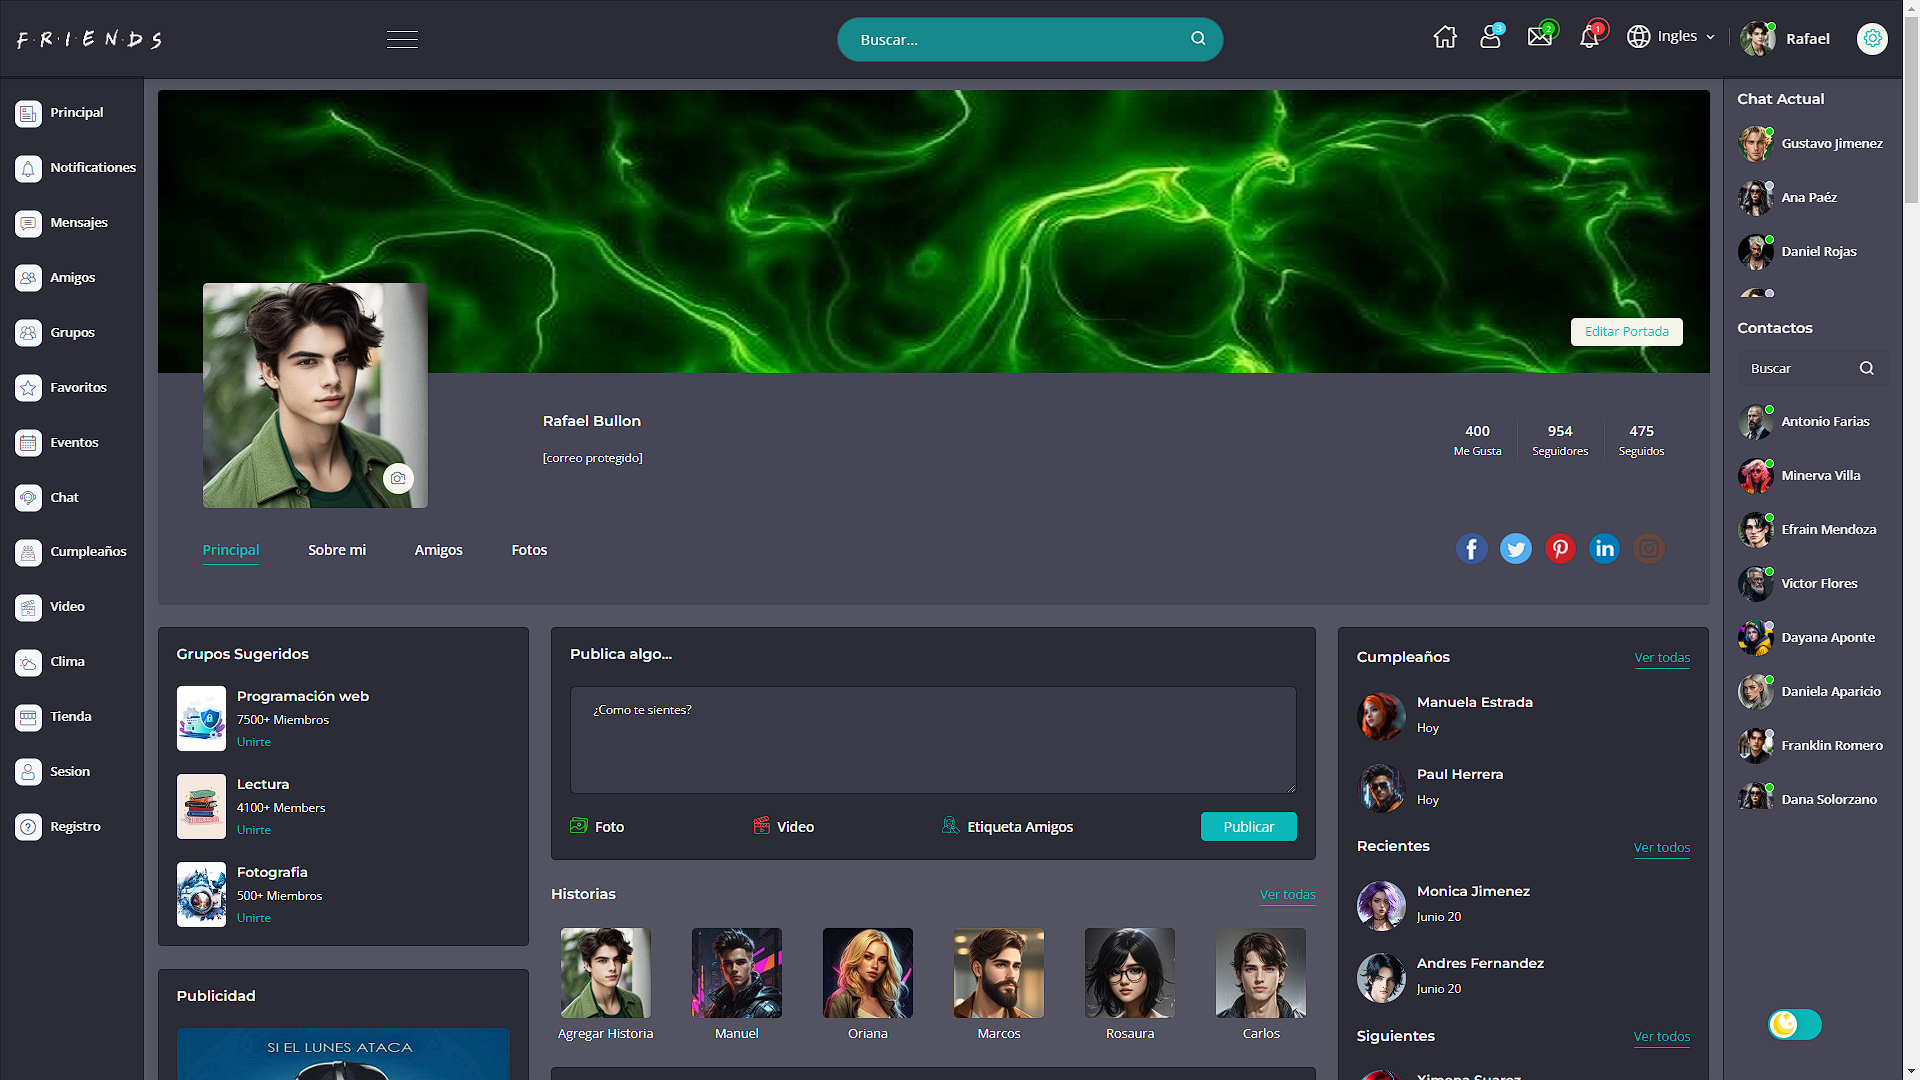 F·R·I·E·N·D·S
Buscar...
3
2
1
Ingles
Rafael
Principal
Notificationes
Mensajes
Amigos
Grupos
Favoritos
Eventos
Chat
Cumpleaños
Video
Clima
Tienda
Sesion
Registro
Editar Portada
Rafael Bullon
[correo protegido]
400
Me Gusta
954
Seguidores
475
Seguidos
Principal
Sobre mi
Amigos
Fotos
Grupos Sugeridos
Programación web
7500+ Miembros
Unirte
Lectura
4100+ Members
Unirte
Fotografia
500+ Miembros
Unirte
Publicidad
SI EL LUNES ATACA
Publica algo...
¿Como te sientes?
Foto
Video
Etiqueta Amigos
Publicar
Historias
Ver todas
Agregar Historia
Manuel
Oriana
Marcos
Rosaura
Carlos
Cumpleaños
Ver todas
Manuela Estrada
Hoy
Paul Herrera
Hoy
Recientes
Ver todos
Monica Jimenez
Junio 20
Andres Fernandez
Junio 20
Siguientes
Ver todos
Ximona Suarez
Chat Actual
Gustavo Jimenez
Ana Paéz
Daniel Rojas
Contactos
Buscar
Antonio Farias
Minerva Villa
Efrain Mendoza
Victor Flores
Dayana Aponte
Daniela Aparicio
Franklin Romero
Dana Solorzano